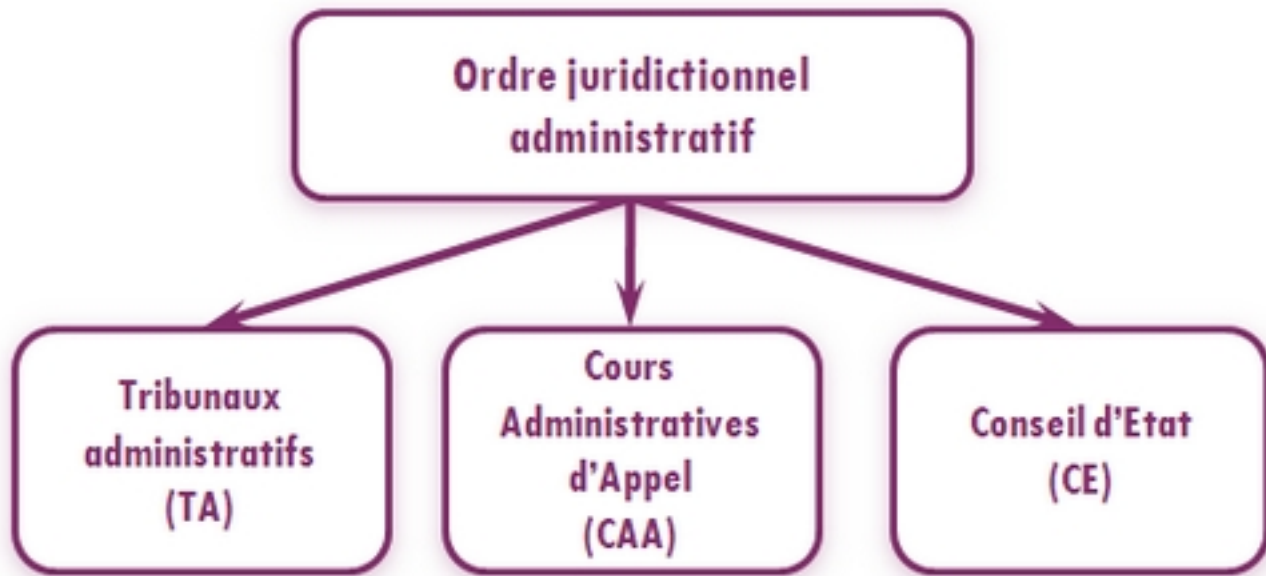 Ordre juridictionnel
administratif
Tribunaux
administratifs
(TA)
Cours
Administratives
d'Appel
(CAA)
Conseil d'Etat
(CE)